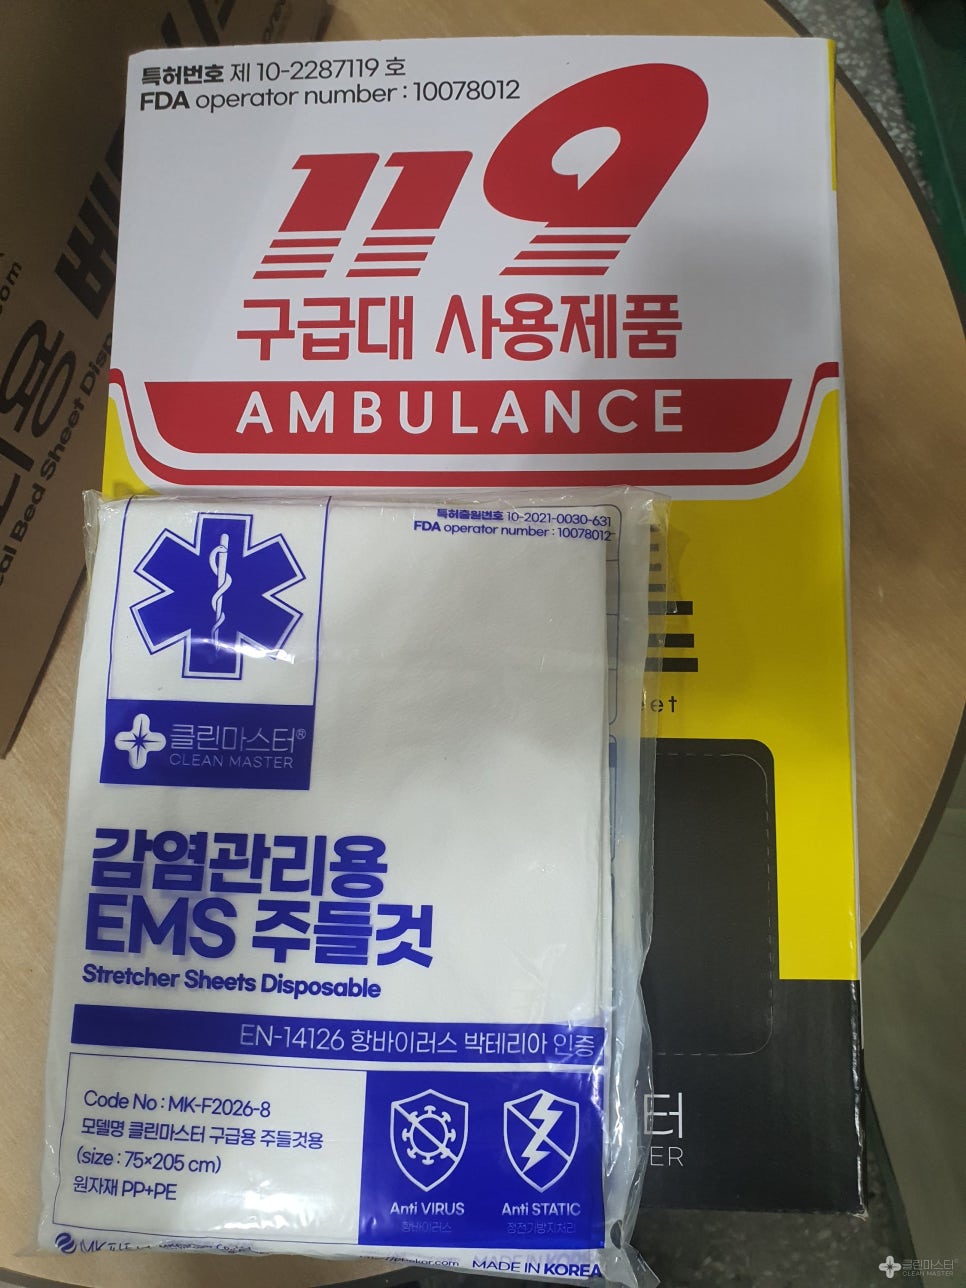 특허번호 제 10-2287119 호
FDA operator number : 10078012
119
구급대 사용제품
AMBULANCE
특허출원번호 10-2021-0030-631
FDA operator number : 10078012
클린마스터®
CLEAN MASTER
감염관리용
EMS 주들것
Stretcher Sheets Disposable
EN-14126 항바이러스 박테리아 인증
Code No : MK-F2026-8
모델명 클린마스터 구급용 주들것용
(size : 75×205 cm)
원자재 PP+PE
Anti VIRUS
항바이러스
Anti STATIC
정전기방지처리
MADE IN KOREA
터
ER
Bed Sheet
클린마스터
CLEAN MASTER